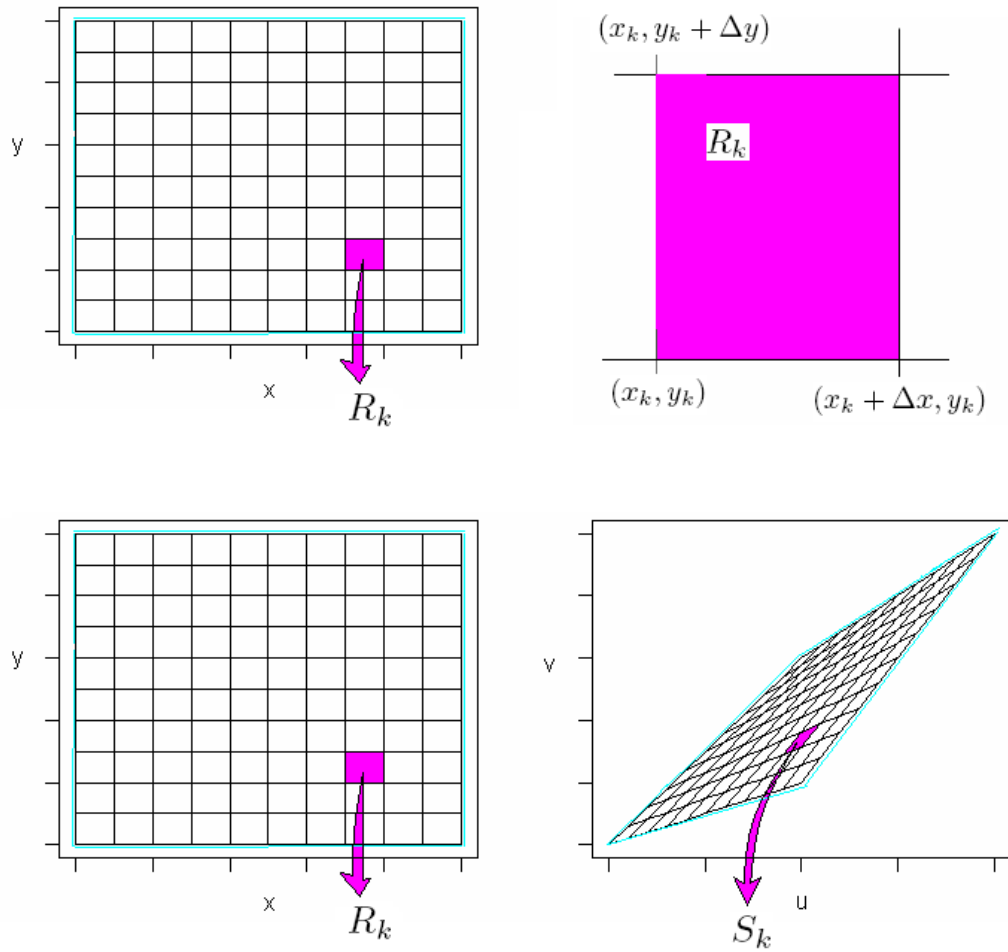 y
x
R_k
(x_k, y_k + Δy)
R_k
(x_k, y_k)
(x_k + Δx, y_k)
y
x
R_k
v
u
S_k